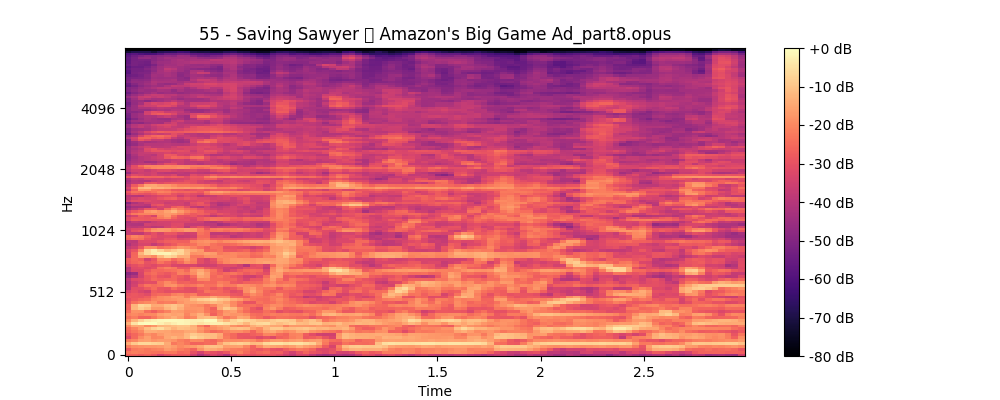 55 - Saving Sawyer ▯ Amazon's Big Game Ad_part8.opus
Hz
4096
2048
1024
512
0
0 0.5 1 1.5 2 2.5
Time
+0 dB
-10 dB
-20 dB
-30 dB
-40 dB
-50 dB
-60 dB
-70 dB
-80 dB